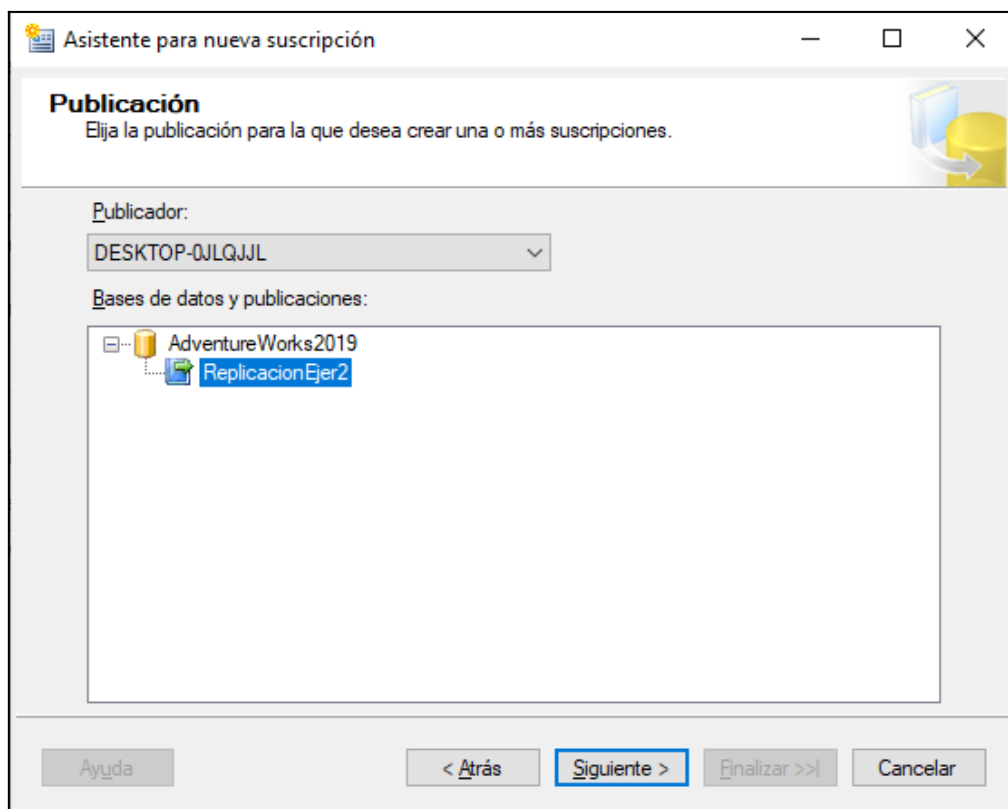 Asistente para nueva suscripción
Publicación
Elija la publicación para la que desea crear una o más suscripciones.
Publicador:
DESKTOP-0JLQJJL
Bases de datos y publicaciones:
AdventureWorks2019
ReplicacionEjer2
Ayuda
< Atrás
Siguiente >
Finalizar >>|
Cancelar